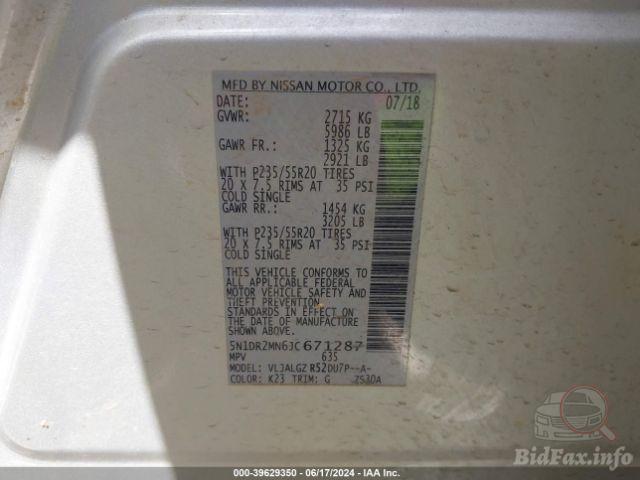 MFD BY NISSAN MOTOR CO., LTD.
DATE: 07/18
GVWR: 2715 KG
5986 LB
GAWR FR.: 1325 KG
2921 LB
WITH P235/55R20 TIRES
20 X 7.5 RIMS AT 35 PSI
COLD SINGLE
GAWR RR.: 1454 KG
3205 LB
WITH P235/55R20 TIRES
20 X 7.5 RIMS AT 35 PSI
COLD SINGLE
THIS VEHICLE CONFORMS TO
ALL APPLICABLE FEDERAL
MOTOR VEHICLE SAFETY AND
THEFT PREVENTION
STANDARDS IN EFFECT ON
THE DATE OF MANUFACTURE
SHOWN ABOVE.
5N1DR2MN6JC671287
MPV 635
MODEL: VLJALGZ R52DU7P--A-
COLOR: K23 TRIM: G ZS30A
BidFax.info
000-39629350 - 06/17/2024 - IAA Inc.